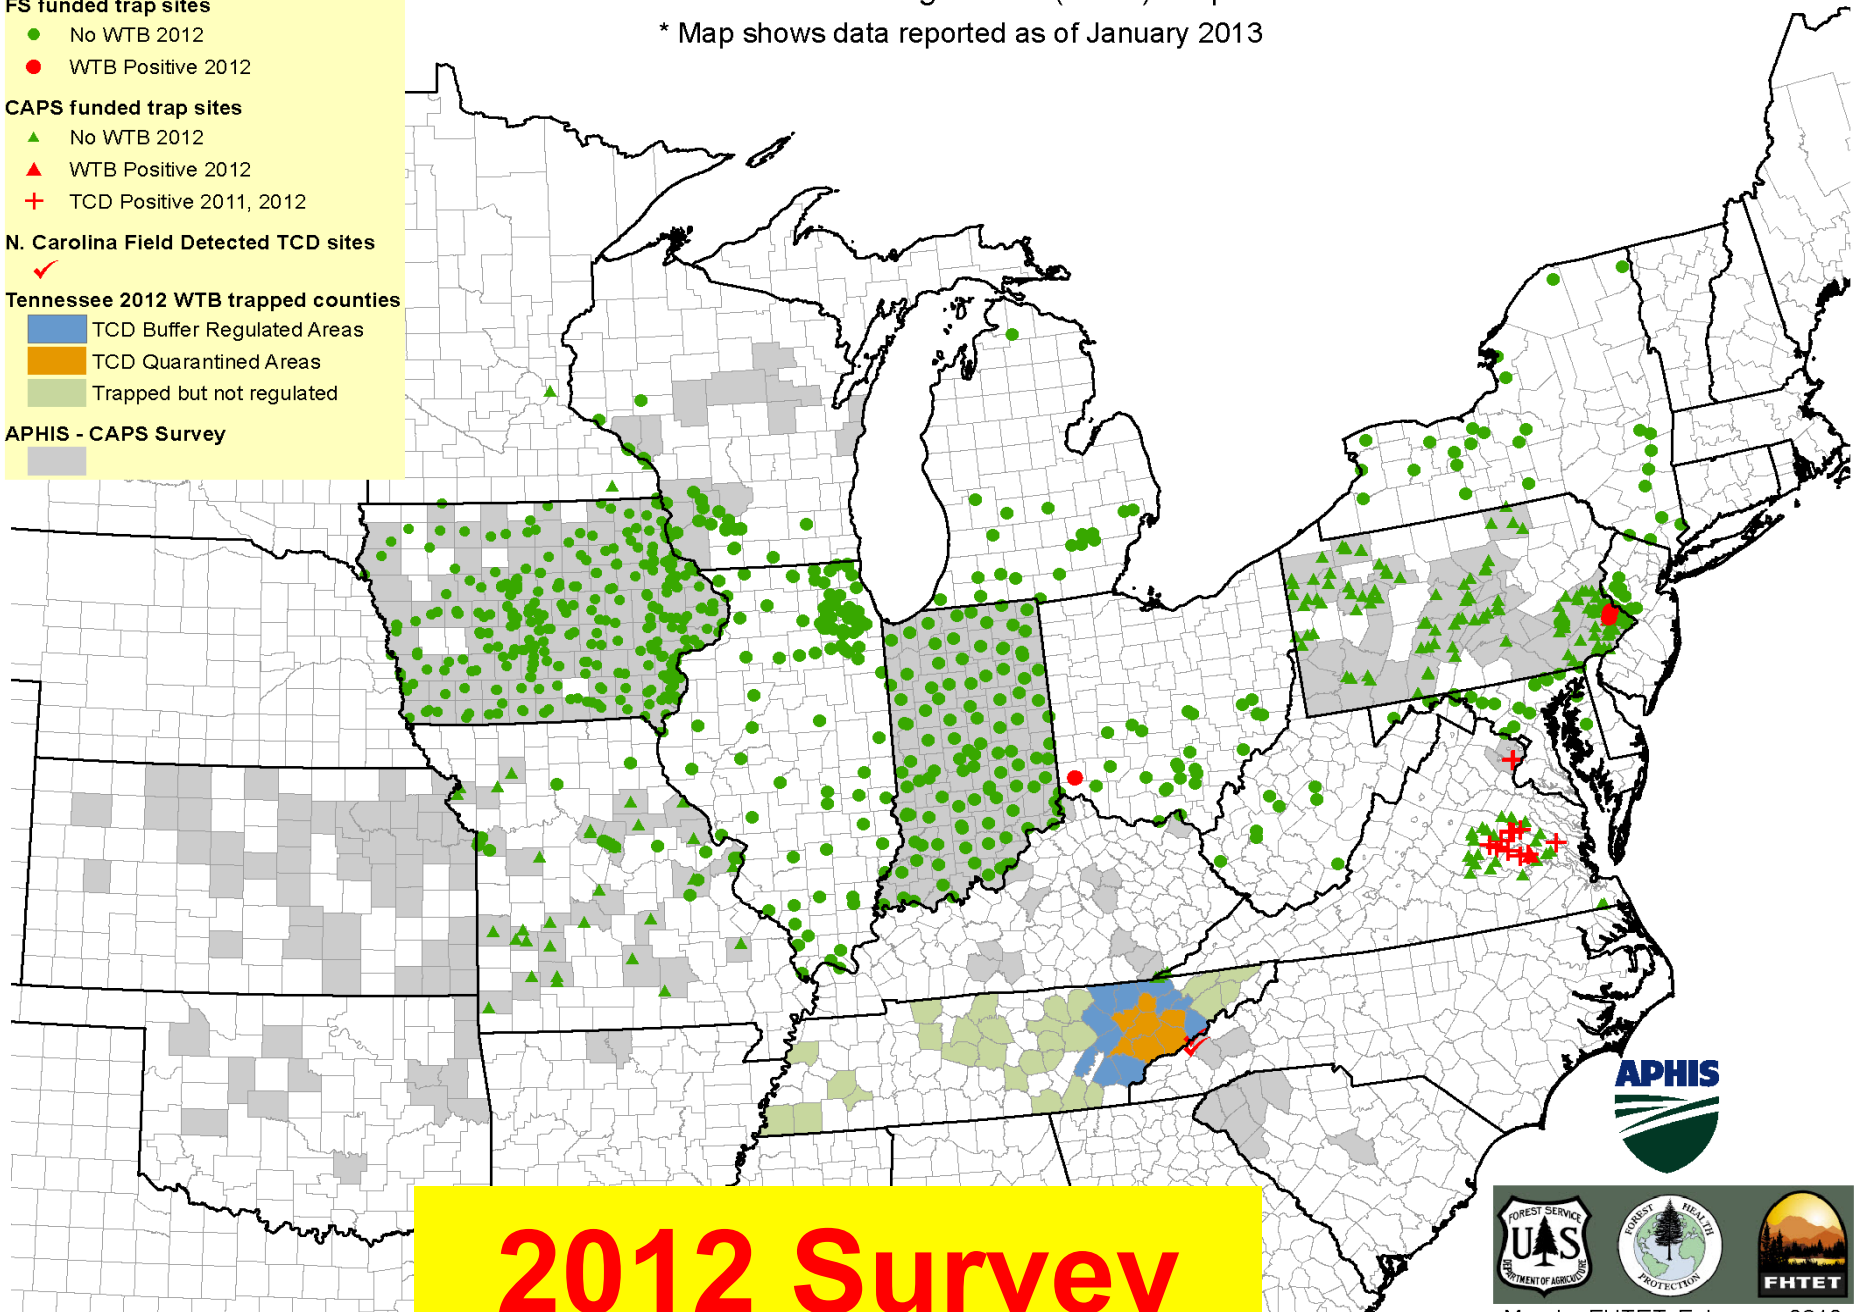 FS funded trap sites
No WTB 2012
WTB Positive 2012
CAPS funded trap sites
No WTB 2012
WTB Positive 2012
TCD Positive 2011, 2012
N. Carolina Field Detected TCD sites
Tennessee 2012 WTB trapped counties
TCD Buffer Regulated Areas
TCD Quarantined Areas
Trapped but not regulated
APHIS - CAPS Survey
* Map shows data reported as of January 2013
APHIS
2012 Survey
FOREST SERVICE
U S
DEPARTMENT OF AGRICULTURE
FOREST HEALTH
PROTECTION
FHTET